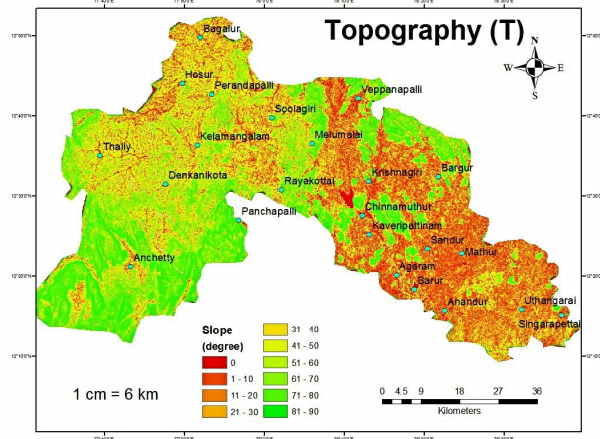 Topography (T)
N
W E
S
Bagalur
Hosur
Perandapalli
Veppanapalli
Soolagiri
Kelamangalam
Melumalai
Thally
Denkanikota
Rayakottai
Krishnagiri
Bargur
Panchapalli
Chinnamuthur
Kaveripattinam
Sandur
Mathur
Anchetty
Agaram
Barur
Anandur
Uthangarai
Singarapettai
Slope
(degree)
0
1 - 10
11 - 20
21 - 30
31 40
41 - 50
51 - 60
61 - 70
71 - 80
81 - 90
1 cm = 6 km
0 4.5 9 18 27 36
Kilometers